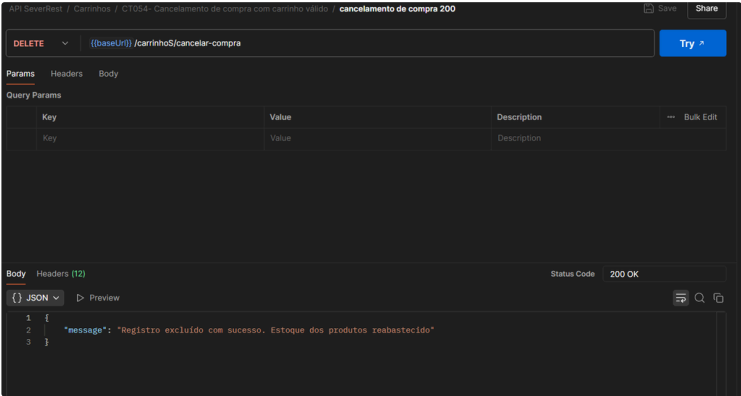 API SeverRest / Carrinhos / CT054- Cancelamento de compra com carrinho válido / cancelamento de compra 200 Save Share
DELETE {{baseUrl}} /carrinhoS/cancelar-compra Try
Params Headers Body
Query Params
Key Value Description ••• Bulk Edit
Key Value Description
Body Headers (12) Status Code 200 OK
{} JSON Preview
1 {
2 "message": "Registro excluído com sucesso. Estoque dos produtos reabastecido"
3 }